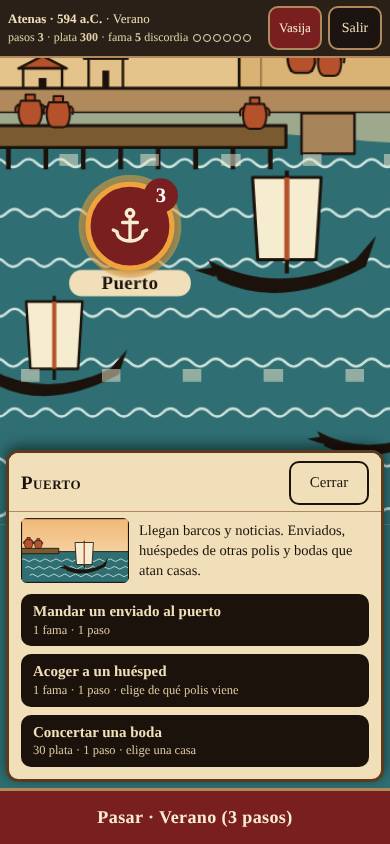 Atenas · 594 a.C. · Verano
pasos 3 · plata 300 · fama 5 discordia
Vasija
Salir
3
Puerto
Puerto
Cerrar
Llegan barcos y noticias. Enviados,
huéspedes de otras polis y bodas que
atan casas.
Mandar un enviado al puerto
1 fama · 1 paso
Acoger a un huésped
1 fama · 1 paso · elige de qué polis viene
Concertar una boda
30 plata · 1 paso · elige una casa
Pasar · Verano (3 pasos)